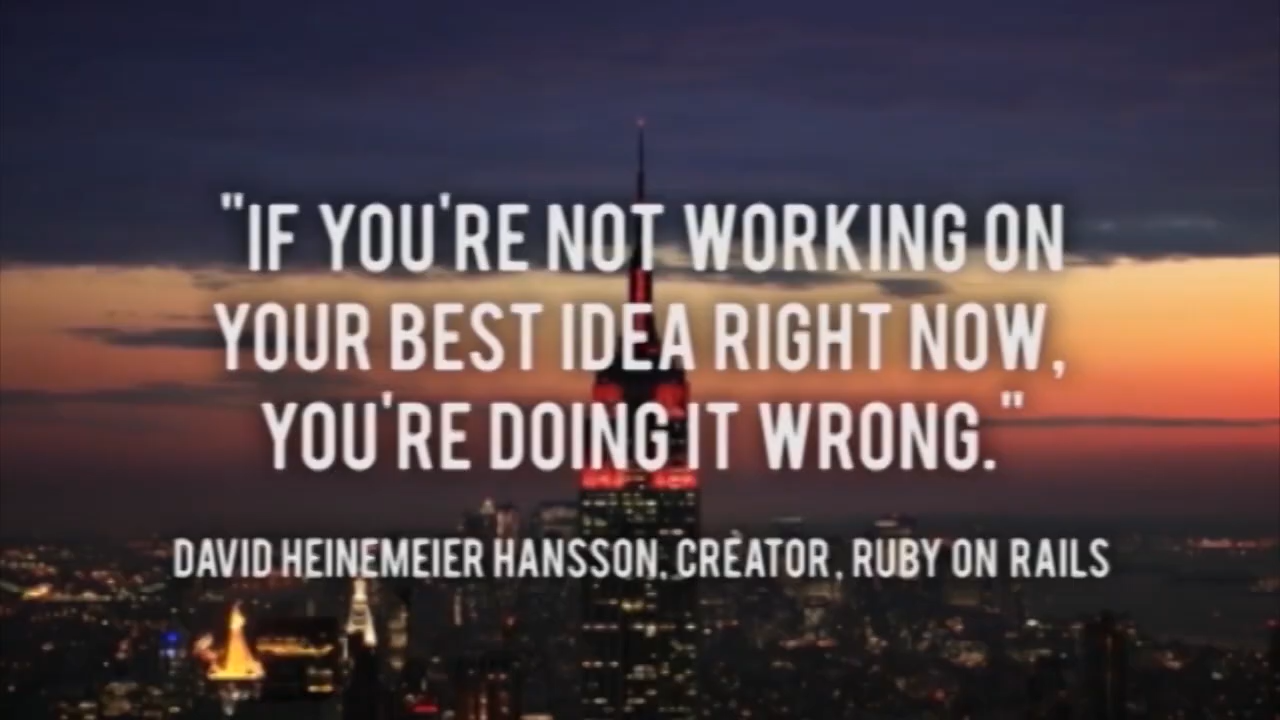 "IF YOU'RE NOT WORKING ON
YOUR BEST IDEA RIGHT NOW,
YOU'RE DOING IT WRONG."
DAVID HEINEMEIER HANSSON, CREATOR, RUBY ON RAILS